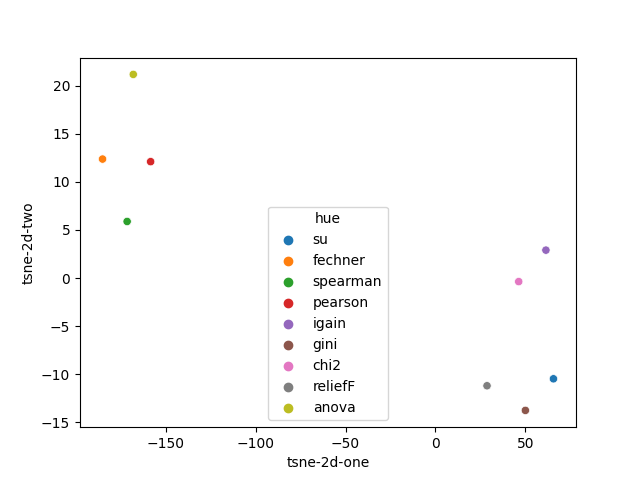 20
15
10
5
0
−5
−10
−15
tsne-2d-two
hue
su
fechner
spearman
pearson
igain
gini
chi2
reliefF
anova
−150
−100
−50
0
50
tsne-2d-one